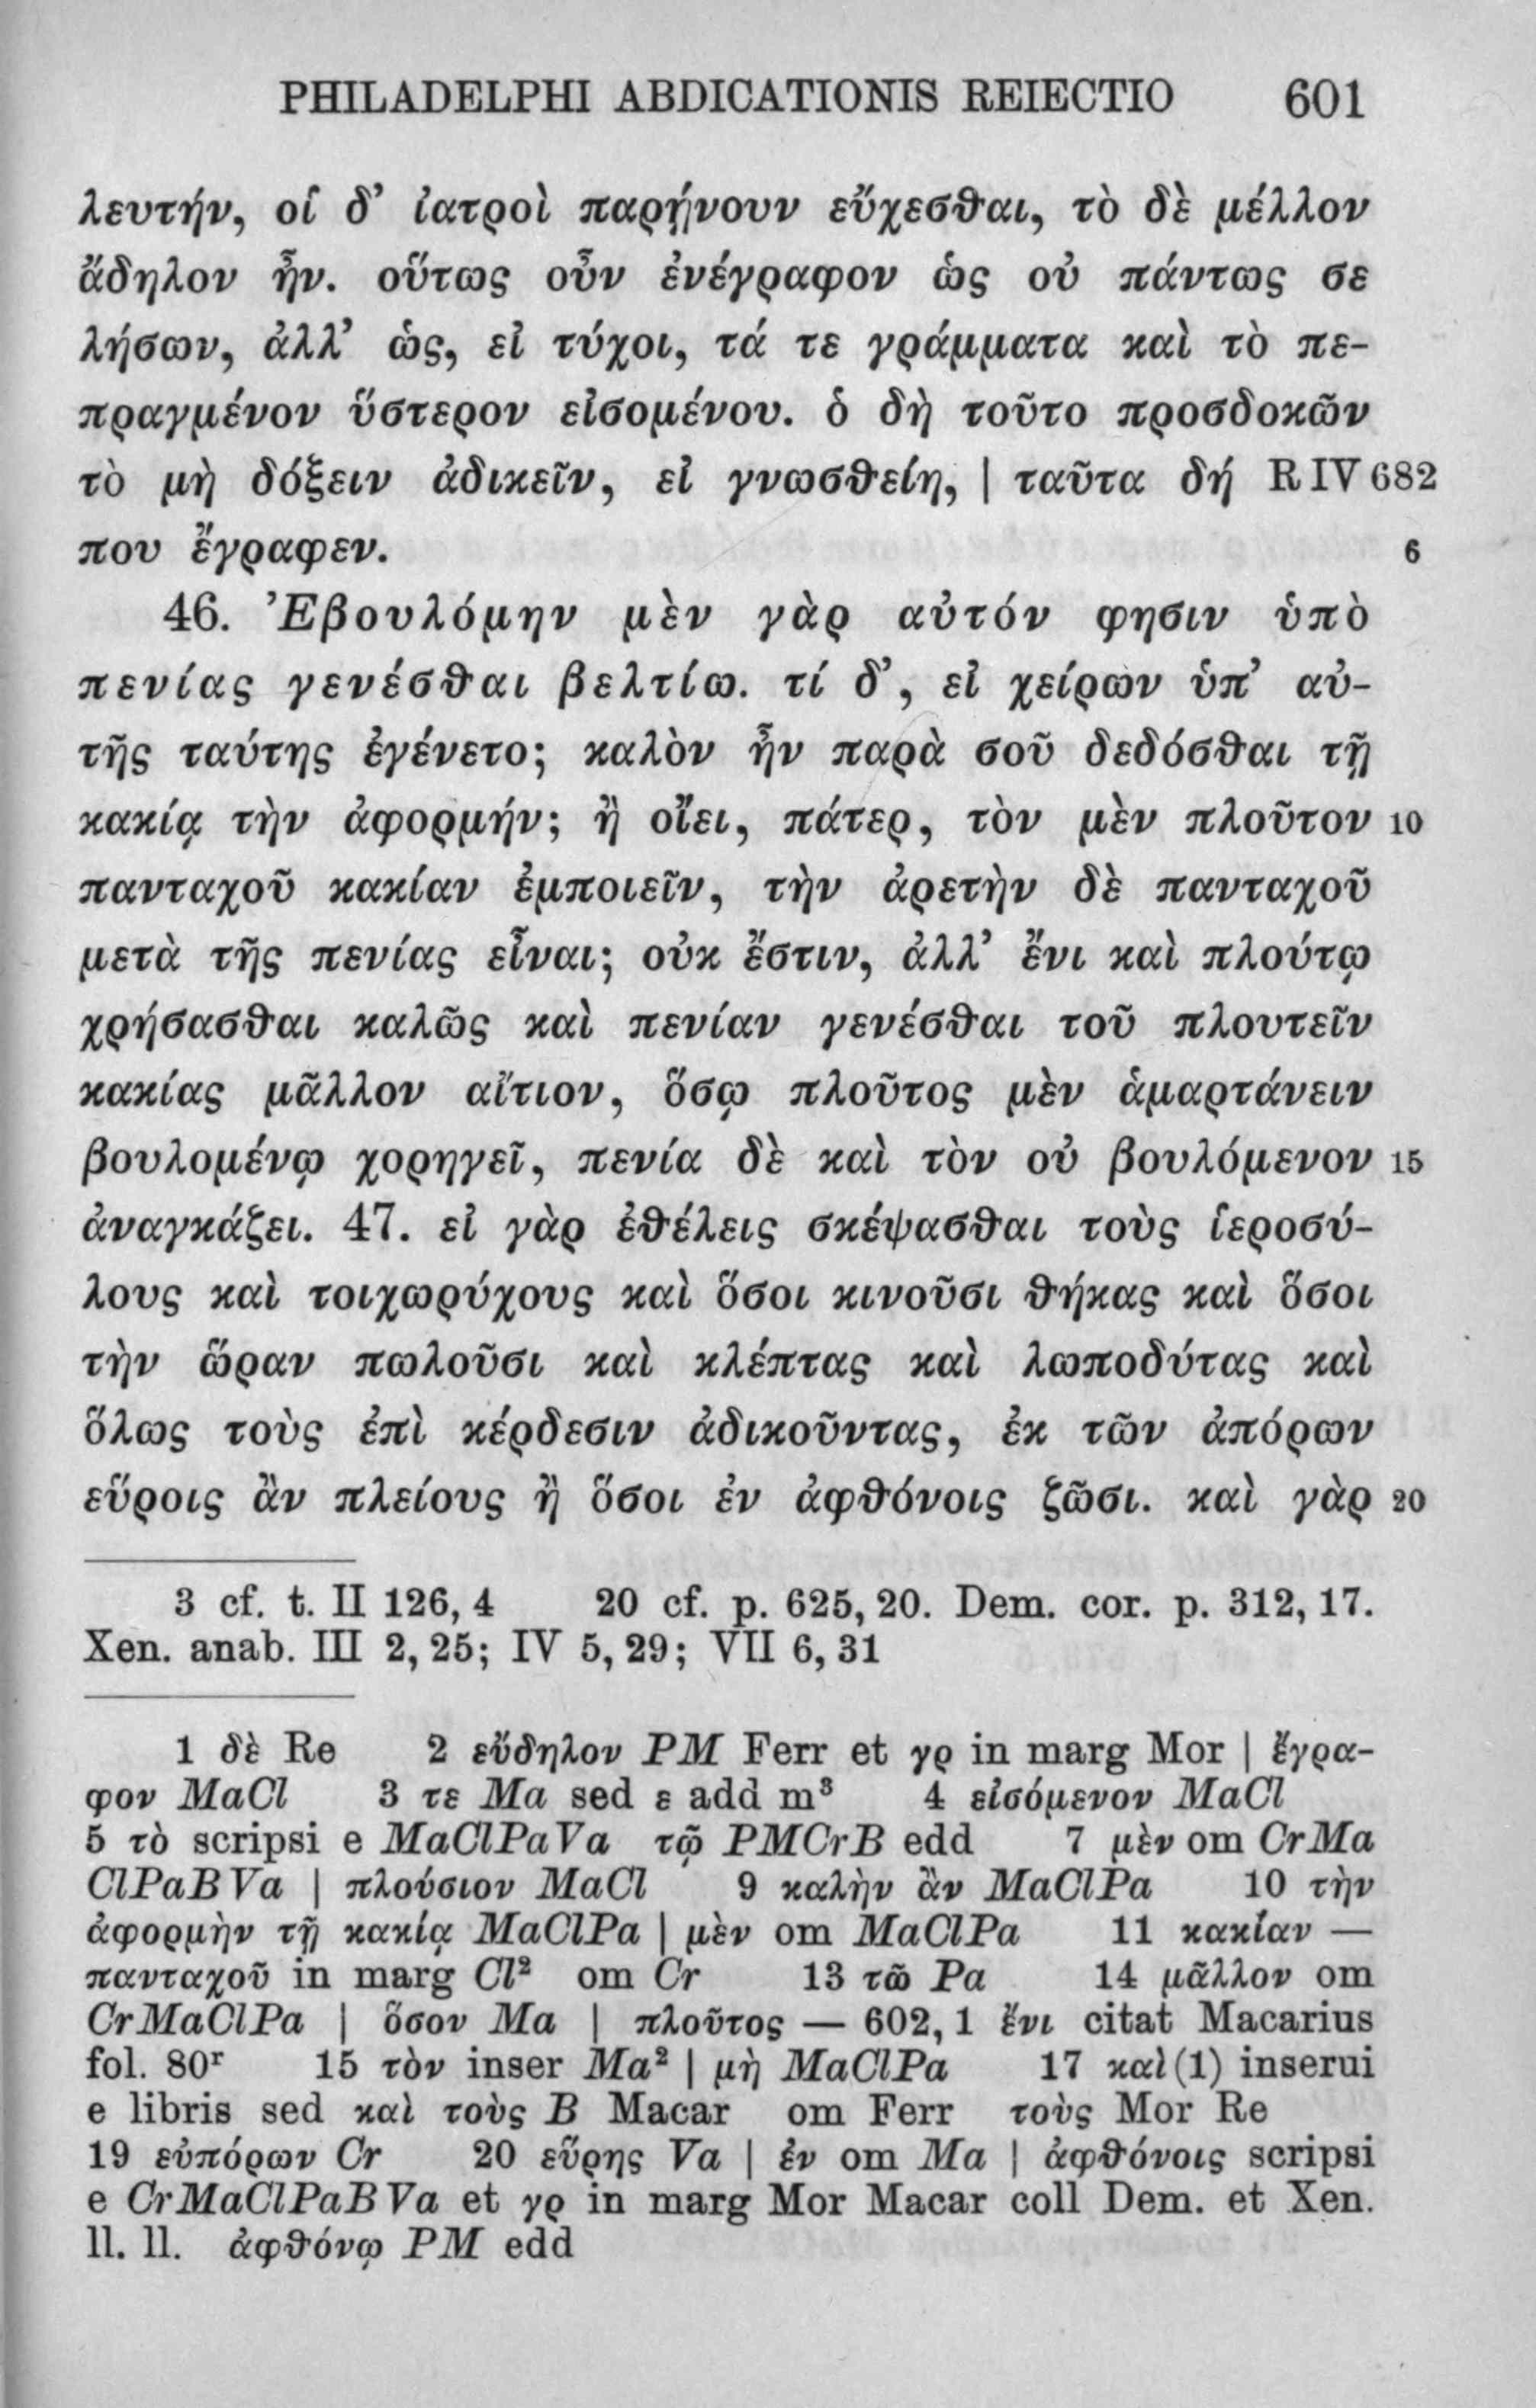 PHILADELPHI ABDICATIONIS REIECTIO 601
λευτήν, οἱ δ’ ἰατροὶ παρῄνουν εὔχεσθαι, τὸ δὲ μέλλον
ἄδηλον ἦν. οὕτως οὖν ἐνέγραφον ὡς οὐ πάντως σε
λήσων, ἀλλ’ ὡς, εἰ τύχοι, τά τε γράμματα καὶ τὸ πε-
πραγμένον ὕστερον εἰσομένου. ὁ δὴ τοῦτο προσδοκῶν
τὸ μὴ δόξειν ἀδικεῖν, εἰ γνωσθείη, | ταῦτα δή R IV 682
που ἔγραφεν. 6
46. Ἐβουλόμην μὲν γὰρ αὐτόν φησιν ὑπὸ
πενίας γενέσθαι βελτίω. τί δ’, εἰ χείρων ὑπ’ αὐ-
τῆς ταύτης ἐγένετο; καλὸν ἦν παρὰ σοῦ δεδόσθαι τῇ
κακίᾳ τὴν ἀφορμήν; ἢ οἴει, πάτερ, τὸν μὲν πλοῦτον 10
πανταχοῦ κακίαν ἐμποιεῖν, τὴν ἀρετὴν δὲ πανταχοῦ
μετὰ τῆς πενίας εἶναι; οὐκ ἔστιν, ἀλλ’ ἔνι καὶ πλούτῳ
χρήσασθαι καλῶς καὶ πενίαν γενέσθαι τοῦ πλουτεῖν
κακίας μᾶλλον αἴτιον, ὅσῳ πλοῦτος μὲν ἁμαρτάνειν
βουλομένῳ χορηγεῖ, πενία δὲ καὶ τὸν οὐ βουλόμενον 15
ἀναγκάζει. 47. εἰ γὰρ ἐθέλεις σκέψασθαι τοὺς ἱεροσύ-
λους καὶ τοιχωρύχους καὶ ὅσοι κινοῦσι θήκας καὶ ὅσοι
τὴν ὥραν πωλοῦσι καὶ κλέπτας καὶ λωποδύτας καὶ
ὅλως τοὺς ἐπὶ κέρδεσιν ἀδικοῦντας, ἐκ τῶν ἀπόρων
εὕροις ἂν πλείους ἢ ὅσοι ἐν ἀφθόνοις ζῶσι. καὶ γὰρ 20
3 cf. t. II 126, 4 20 cf. p. 625, 20. Dem. cor. p. 312, 17.
Xen. anab. III 2, 25; IV 5, 29; VII 6, 31
1 δὲ Re 2 εὔδηλον PM Ferr et γρ in marg Mor | ἔγρα-
φον MaCl 3 τε Ma sed ε add m³ 4 εἰσόμενον MaCl
5 τὸ scripsi e MaClPaVa τῷ PMCrB edd 7 μὲν om CrMa
ClPaBVa | πλούσιον MaCl 9 καλὴν ἂν MaClPa 10 τὴν
ἀφορμὴν τῇ κακίᾳ MaClPa | μὲν om MaClPa 11 κακίαν —
πανταχοῦ in marg Cl² om Cr 13 τῶ Pa 14 μᾶλλον om
CrMaClPa | ὅσον Ma | πλοῦτος — 602, 1 ἔνι citat Macarius
fol. 80ʳ 15 τὸν inser Ma² | μὴ MaClPa 17 καὶ (1) inserui
e libris sed καὶ τοὺς B Macar om Ferr τοὺς Mor Re
19 εὐπόρων Cr 20 εὕρης Va | ἐν om Ma | ἀφθόνοις scripsi
e CrMaClPaBVa et γρ in marg Mor Macar coll Dem. et Xen.
ll. ll. ἀφθόνῳ PM edd